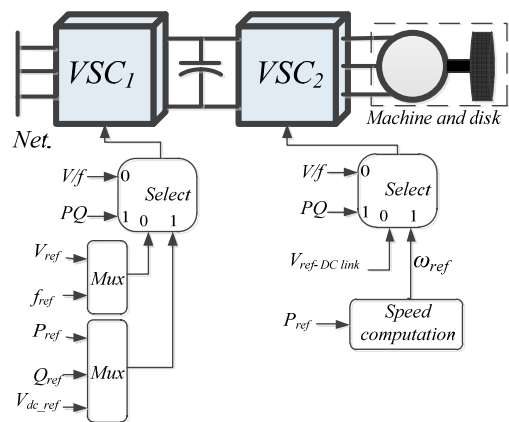 VSC1
VSC2
Net.
Machine and disk
V/f
0
Select
PQ
1
0
1
V/f
0
Select
PQ
1
0
1
Vref
fref
Mux
Pref
Qref
Vdc_ref
Mux
Vref-DC link
ωref
Pref
Speed
computation